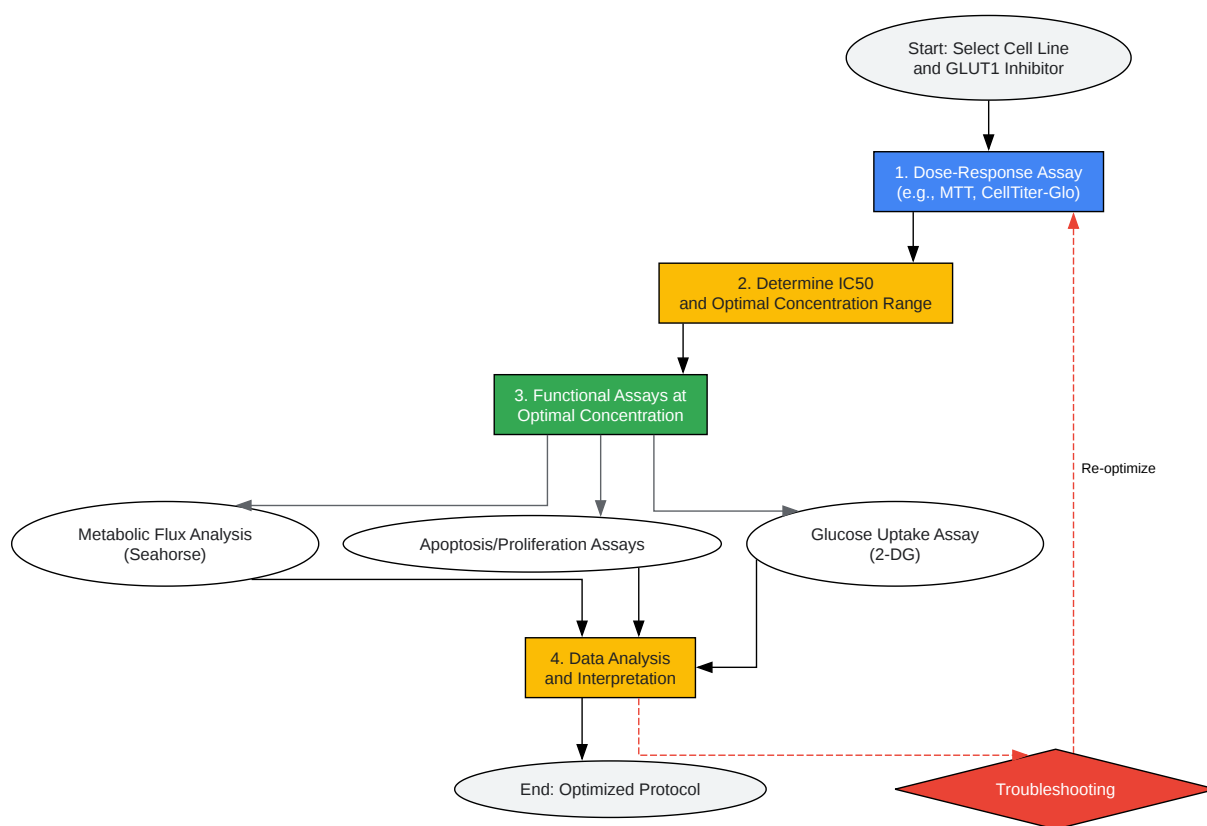 Start: Select Cell Line
and GLUT1 Inhibitor
1. Dose-Response Assay
(e.g., MTT, CellTiter-Glo)
2. Determine IC50
and Optimal Concentration Range
3. Functional Assays at
Optimal Concentration
Re-optimize
Metabolic Flux Analysis
(Seahorse)
Apoptosis/Proliferation Assays
Glucose Uptake Assay
(2-DG)
4. Data Analysis
and Interpretation
End: Optimized Protocol
Troubleshooting